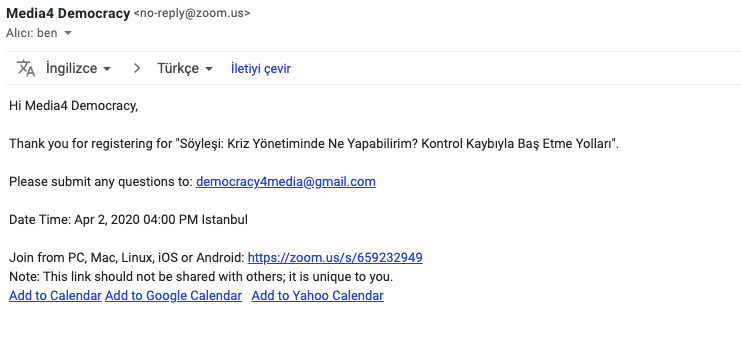 Media4 Democracy <no-reply@zoom.us>
Alıcı: ben
İngilizce > Türkçe İletiyi çevir
Hi Media4 Democracy,
Thank you for registering for "Söyleşi: Kriz Yönetiminde Ne Yapabilirim? Kontrol Kaybıyla Baş Etme Yolları".
Please submit any questions to: democracy4media@gmail.com
Date Time: Apr 2, 2020 04:00 PM Istanbul
Join from PC, Mac, Linux, iOS or Android: https://zoom.us/s/659232949
Note: This link should not be shared with others; it is unique to you.
Add to Calendar Add to Google Calendar Add to Yahoo Calendar